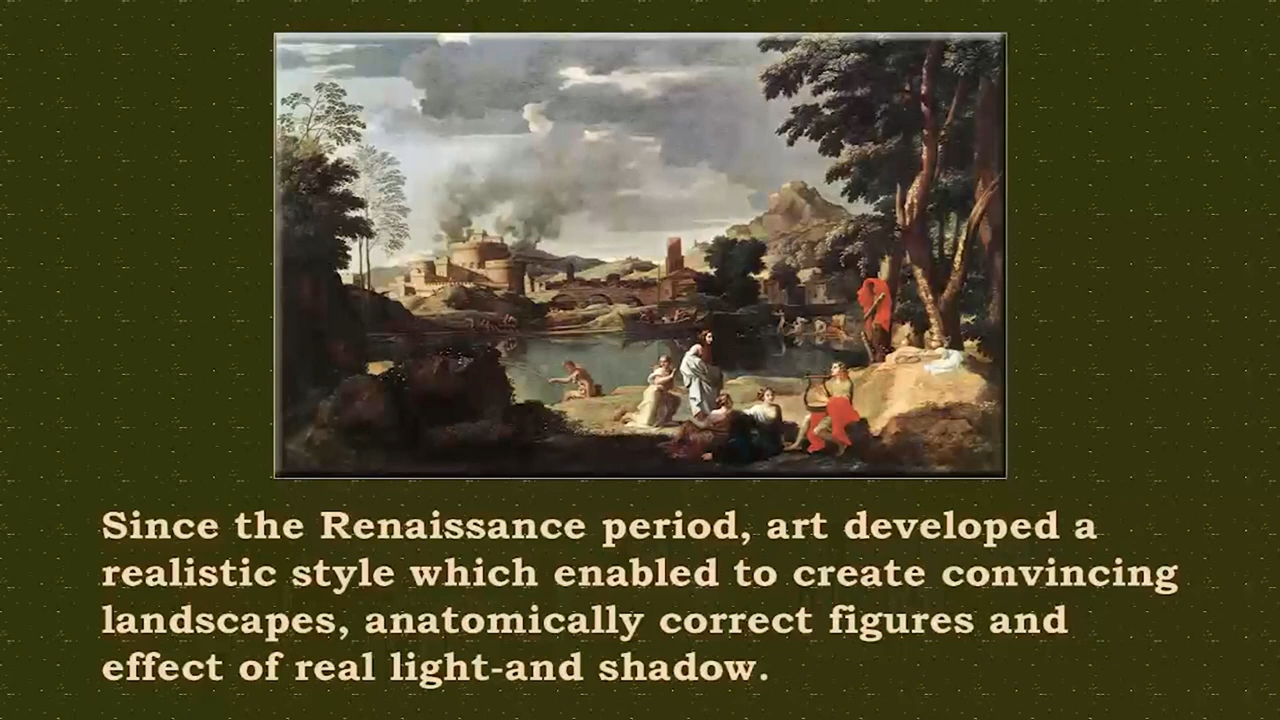 Since the Renaissance period, art developed a
realistic style which enabled to create convincing
landscapes, anatomically correct figures and
effect of real light-and shadow.